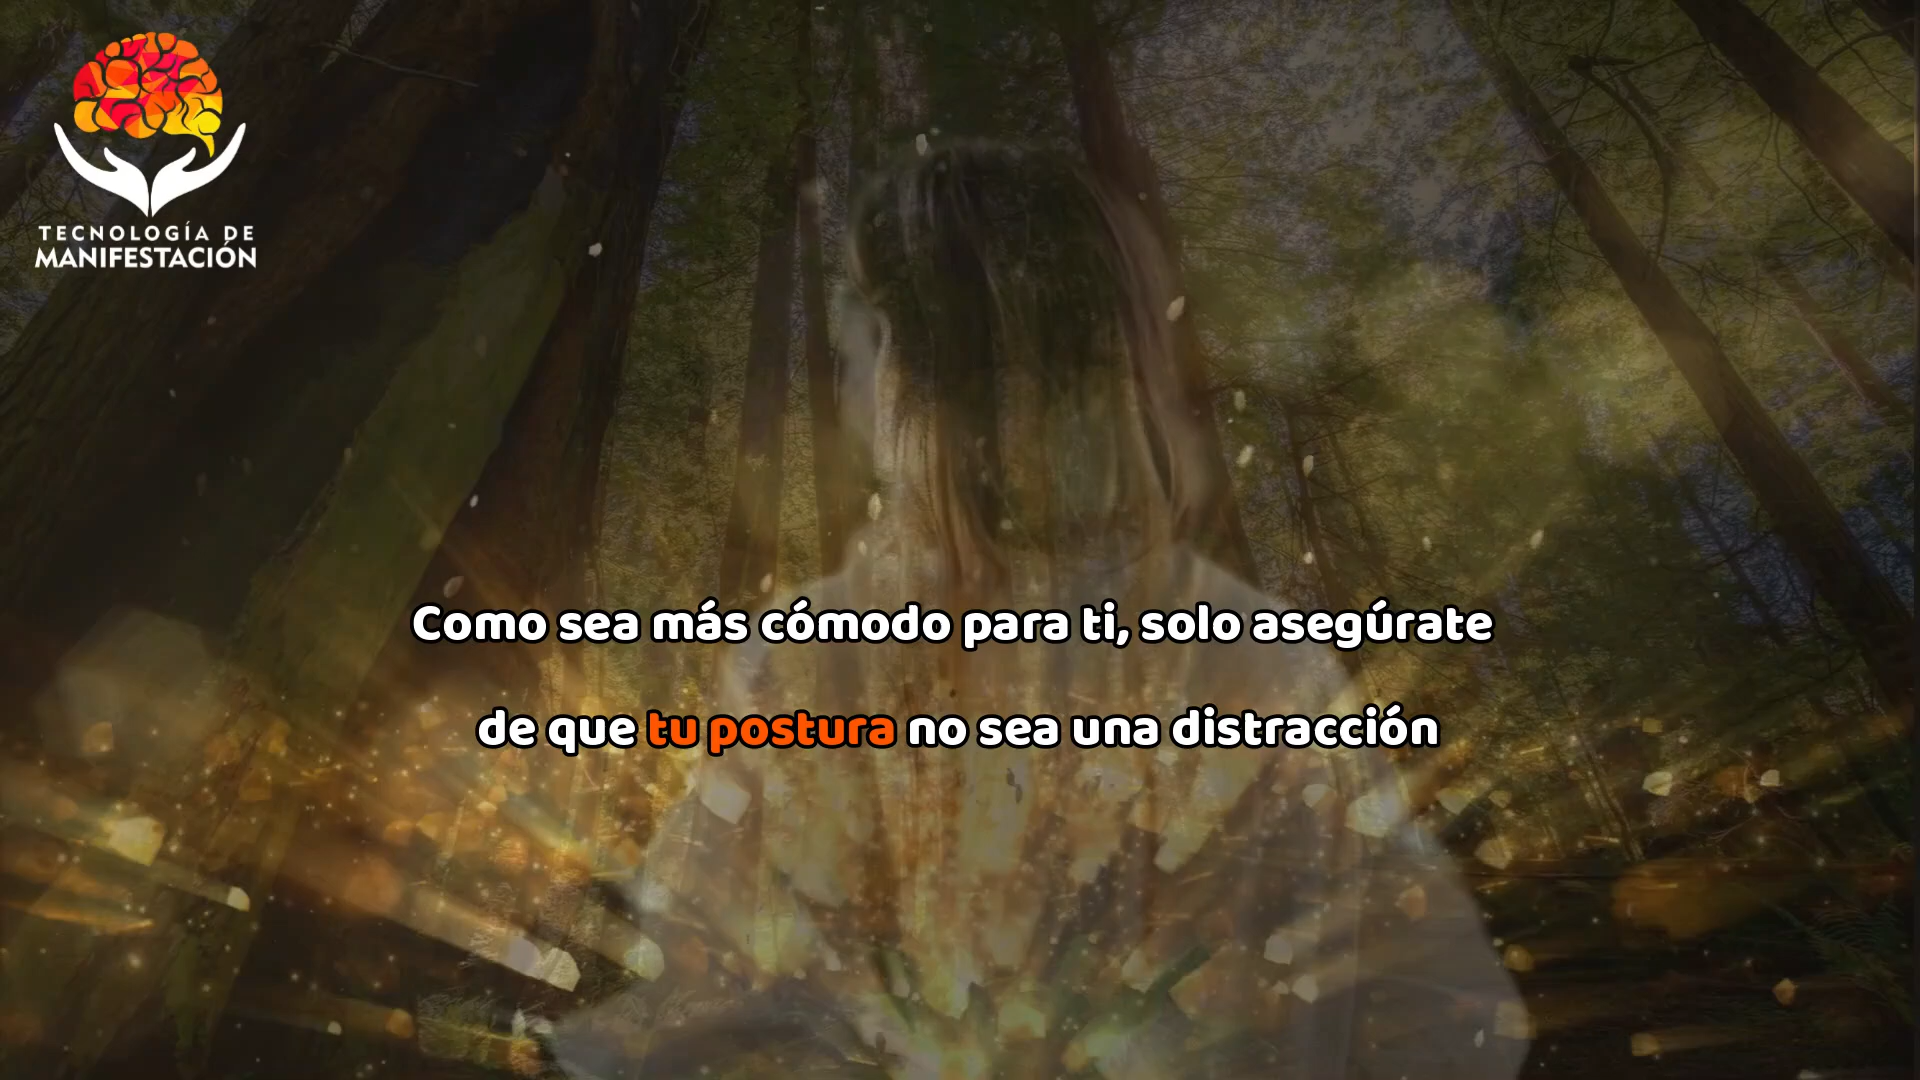 TECNOLOGÍA DE
MANIFESTACIÓN
Como sea más cómodo para ti, solo asegúrate
de que tu postura no sea una distracción